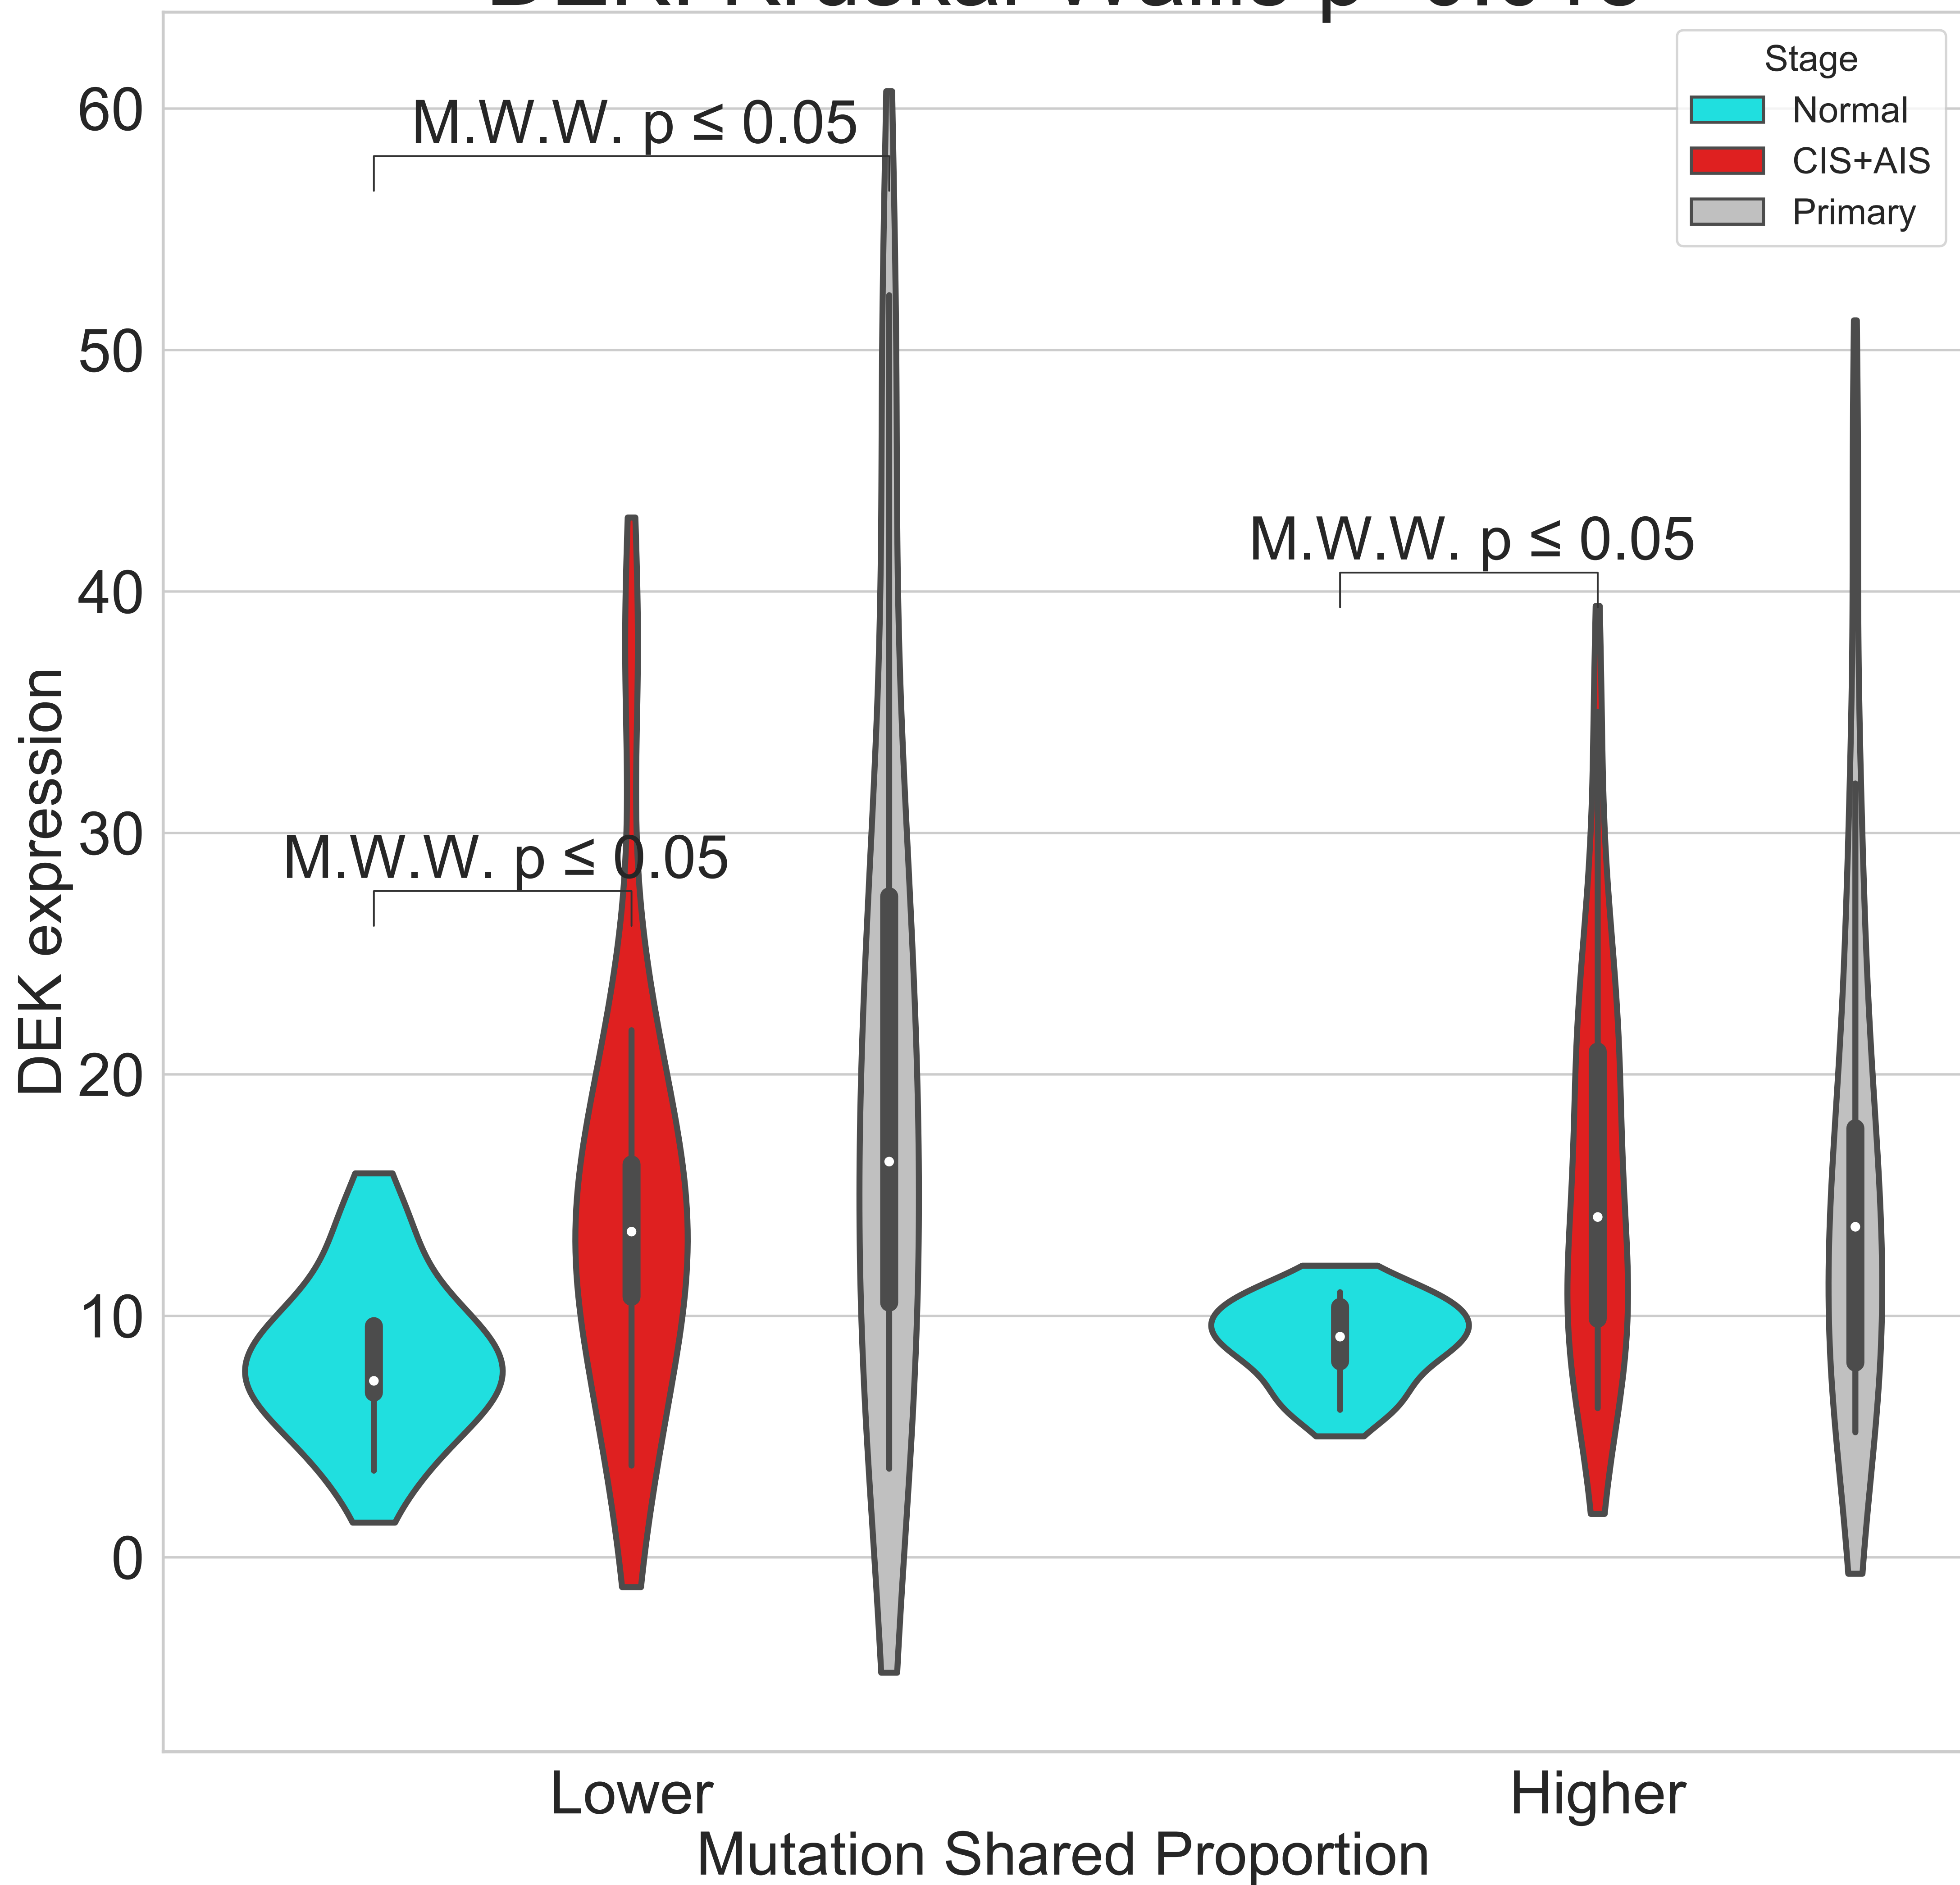 Stage
Normal
CIS+AIS
Primary
M.W.W. p ≤ 0.05
M.W.W. p ≤ 0.05
M.W.W. p ≤ 0.05
60
50
40
30
20
10
0
DEK expression
Lower
Higher
Mutation Shared Proportion